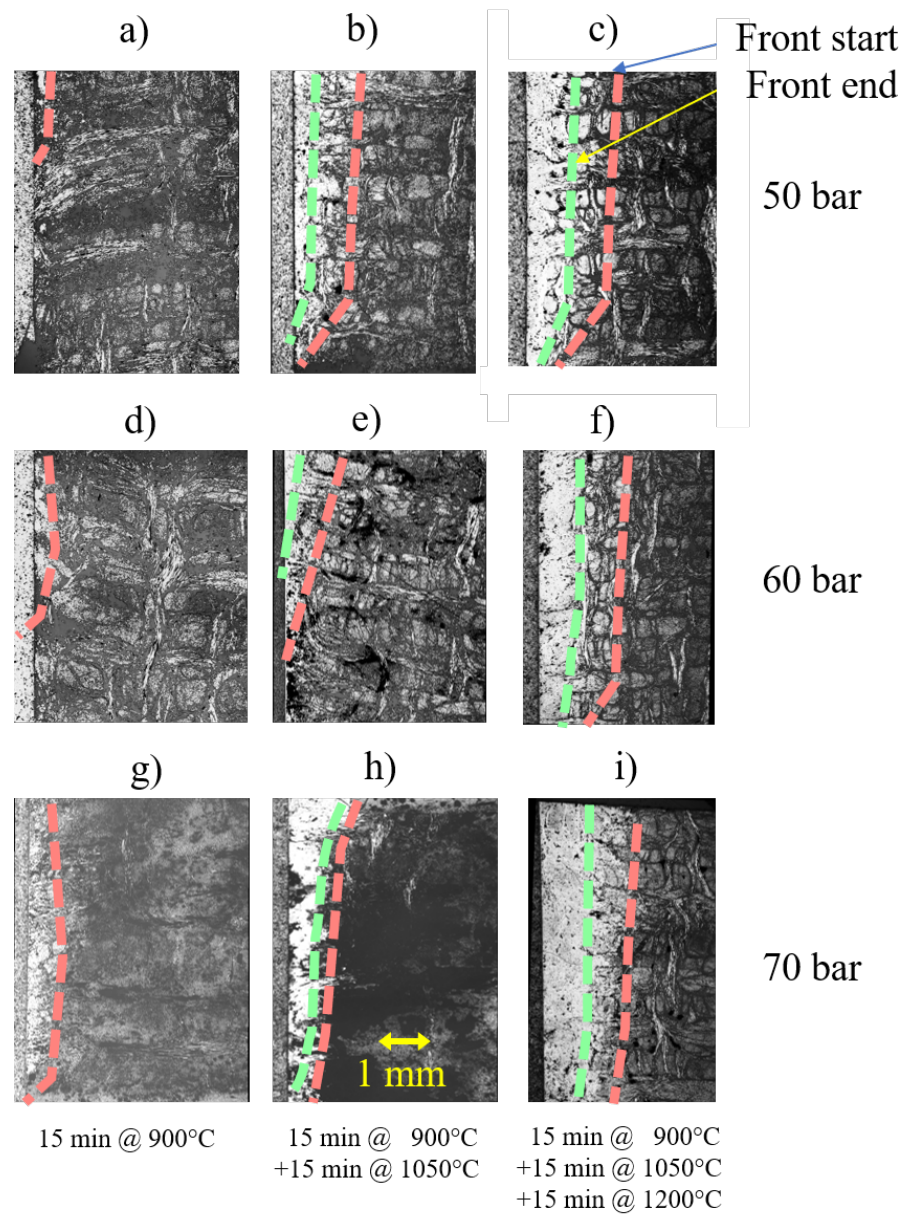 a)
b)
c)
Front start
Front end
50 bar
d)
e)
f)
60 bar
g)
h)
i)
70 bar
1 mm
15 min @ 900°C
15 min @ 900°C
+15 min @ 1050°C
15 min @ 900°C
+15 min @ 1050°C
+15 min @ 1200°C